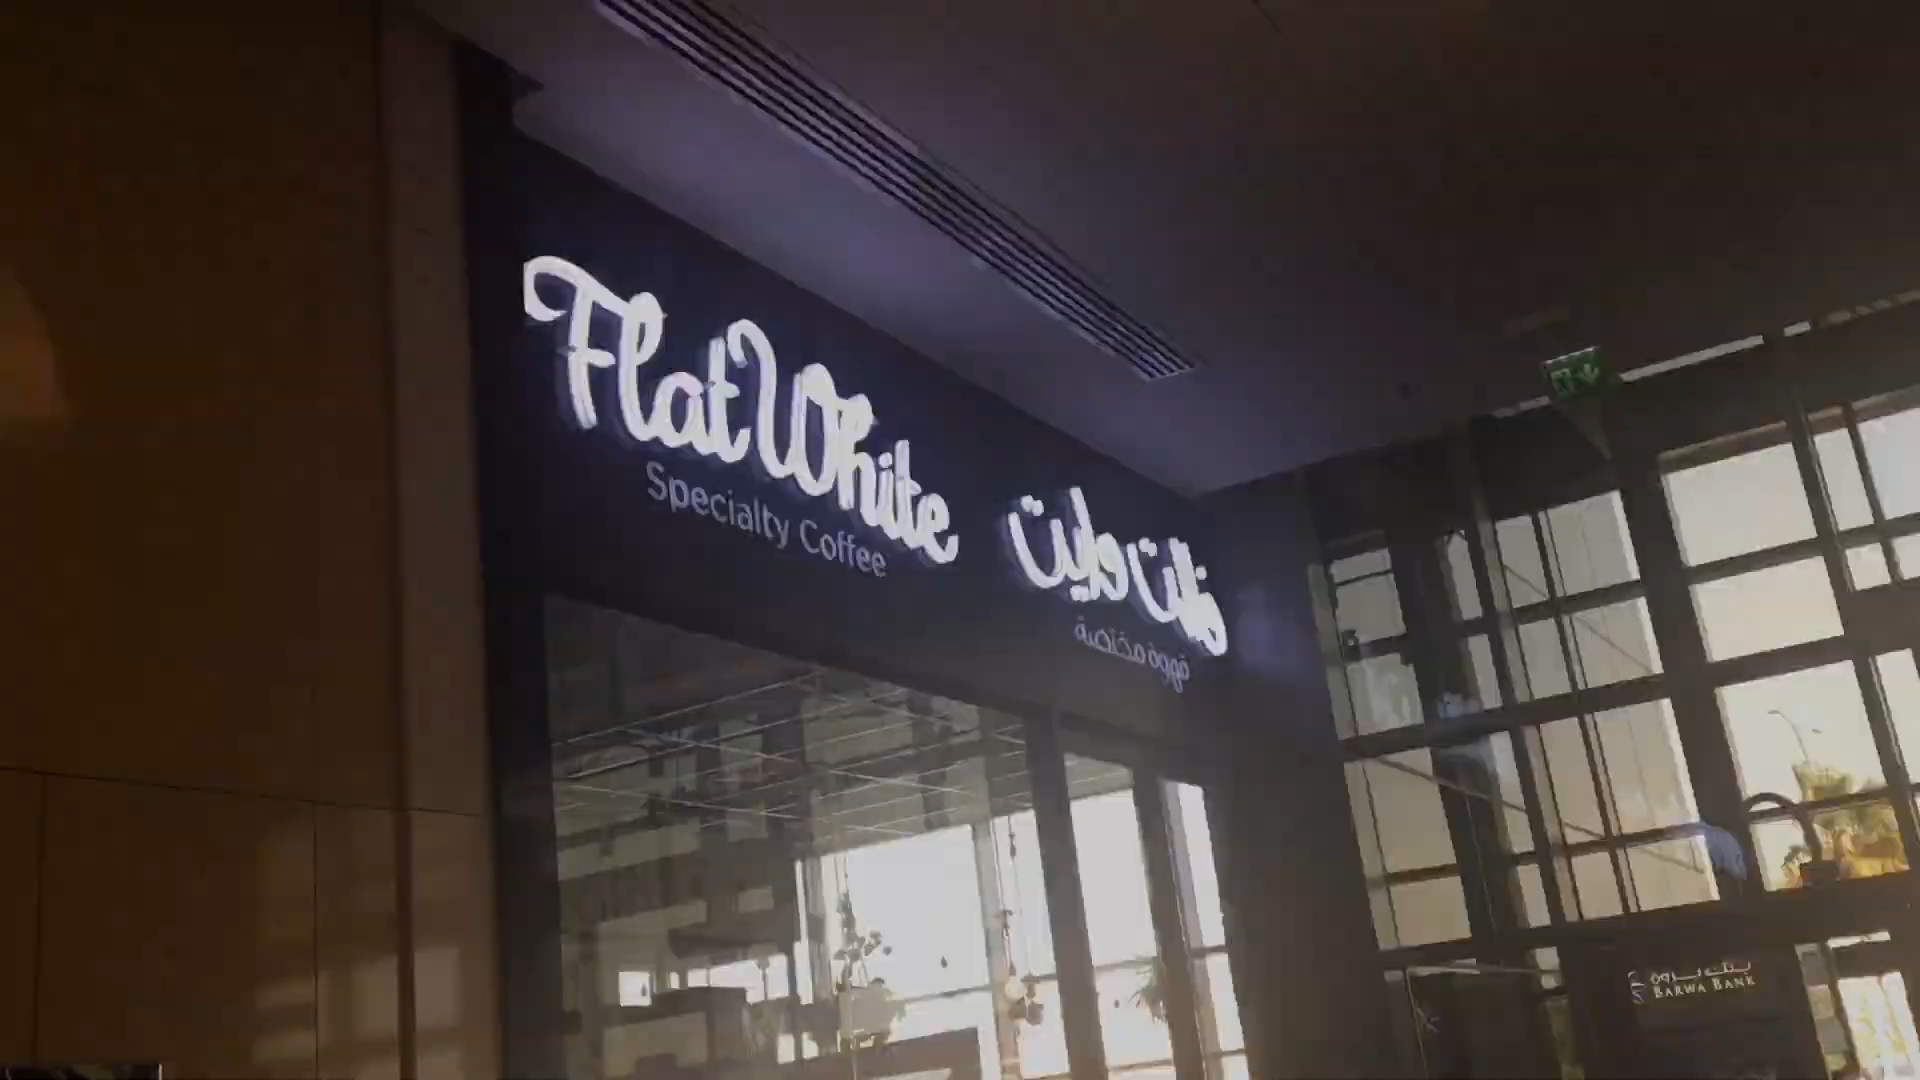 Flat White
Specialty Coffee
فلات وايت
قهوة مختصة
بنك بروة
BARWA BANK